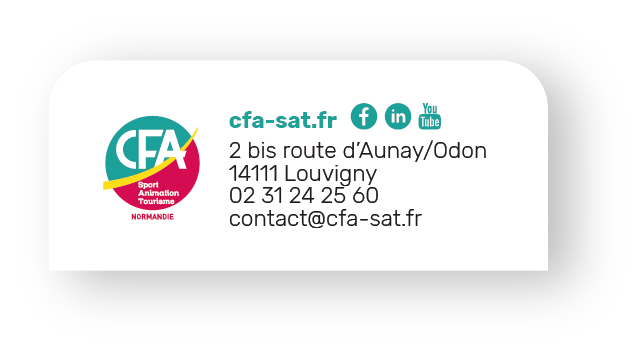 CFA
Sport
Animation
Tourisme
NORMANDIE
cfa-sat.fr f in You Tube
2 bis route d'Aunay/Odon
14111 Louvigny
02 31 24 25 60
contact@cfa-sat.fr